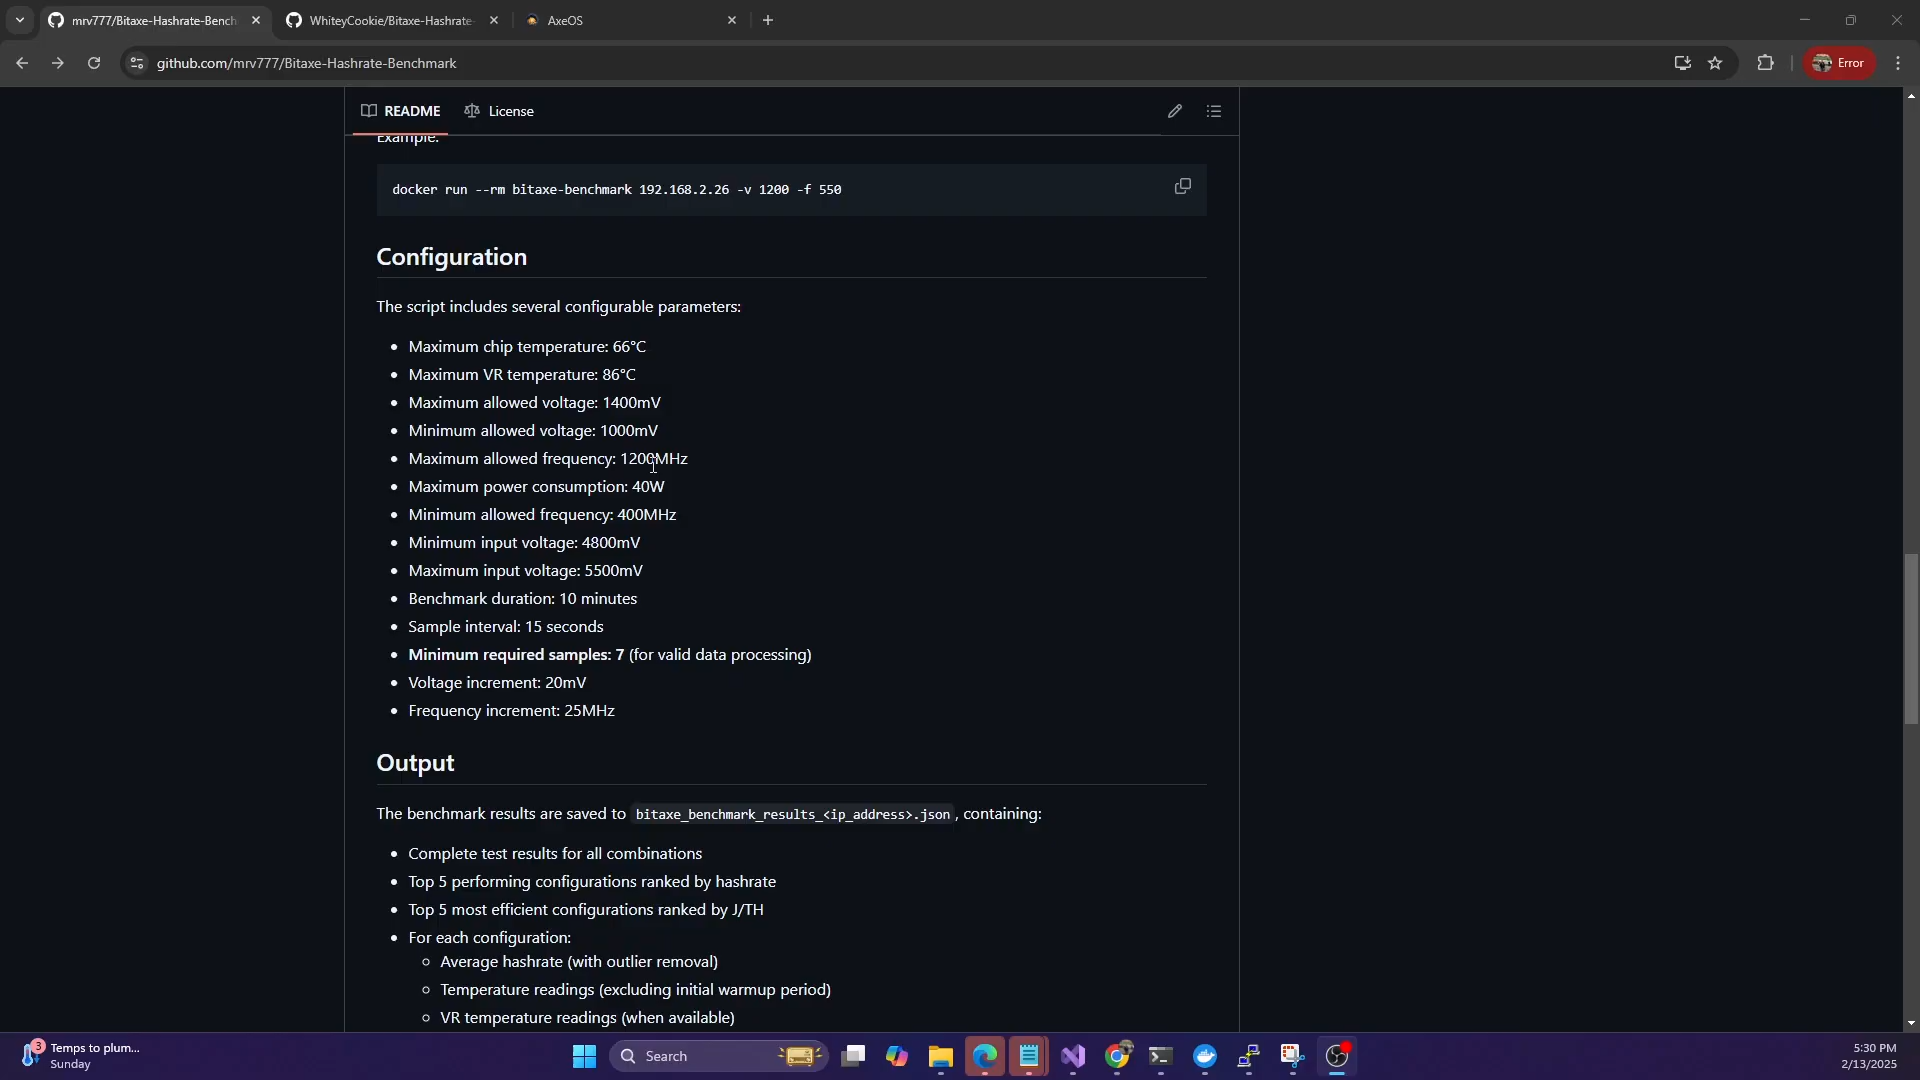 mrv777/Bitaxe-Hashrate-Bench
WhiteyCookie/Bitaxe-Hashrate-
AxeOS
github.com/mrv777/Bitaxe-Hashrate-Benchmark
Error
README
License
Example:
docker run --rm bitaxe-benchmark 192.168.2.26 -v 1200 -f 550
Configuration
The script includes several configurable parameters:
Maximum chip temperature: 66°C
Maximum VR temperature: 86°C
Maximum allowed voltage: 1400mV
Minimum allowed voltage: 1000mV
Maximum allowed frequency: 1200MHz
Maximum power consumption: 40W
Minimum allowed frequency: 400MHz
Minimum input voltage: 4800mV
Maximum input voltage: 5500mV
Benchmark duration: 10 minutes
Sample interval: 15 seconds
Minimum required samples: 7 (for valid data processing)
Voltage increment: 20mV
Frequency increment: 25MHz
Output
The benchmark results are saved to bitaxe_benchmark_results_<ip_address>.json, containing:
Complete test results for all combinations
Top 5 performing configurations ranked by hashrate
Top 5 most efficient configurations ranked by J/TH
For each configuration:
Average hashrate (with outlier removal)
Temperature readings (excluding initial warmup period)
VR temperature readings (when available)
3
Temps to plum...
Sunday
Search
5:30 PM
2/13/2025